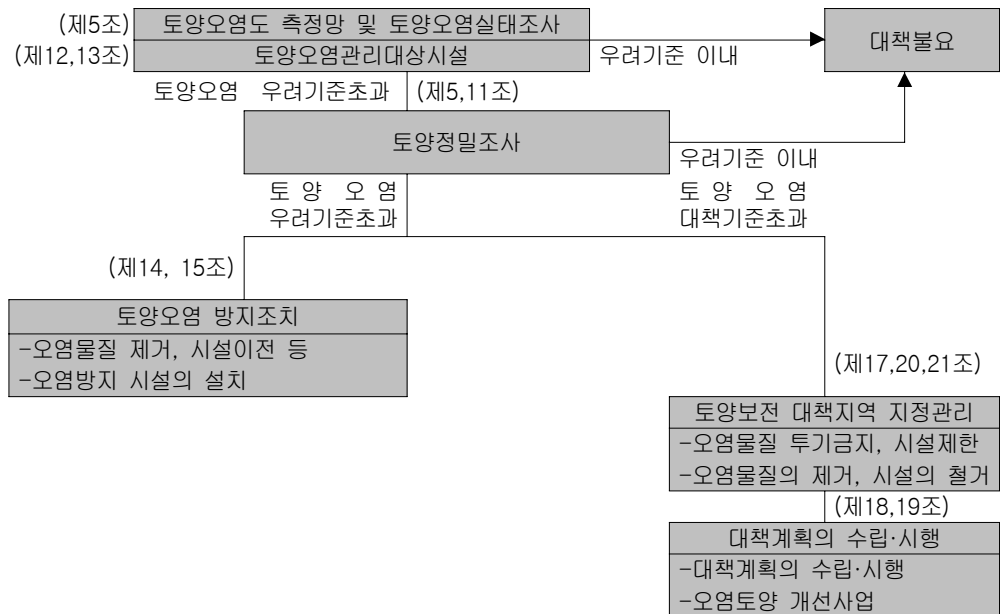 (제5조)
토양오염도 측정망 및 토양오염실태조사
(제12,13조)
토양오염관리대상시설
우려기준 이내
대책불요
토양오염 우려기준초과
(제5,11조)
토양정밀조사
우려기준 이내
토 양 오 염
우려기준초과
토 양 오 염
대책기준초과
(제14, 15조)
토양오염 방지조치
-오염물질 제거, 시설이전 등
-오염방지 시설의 설치
(제17,20,21조)
토양보전 대책지역 지정관리
-오염물질 투기금지, 시설제한
-오염물질의 제거, 시설의 철거
(제18,19조)
대책계획의 수립·시행
-대책계획의 수립·시행
-오염토양 개선사업